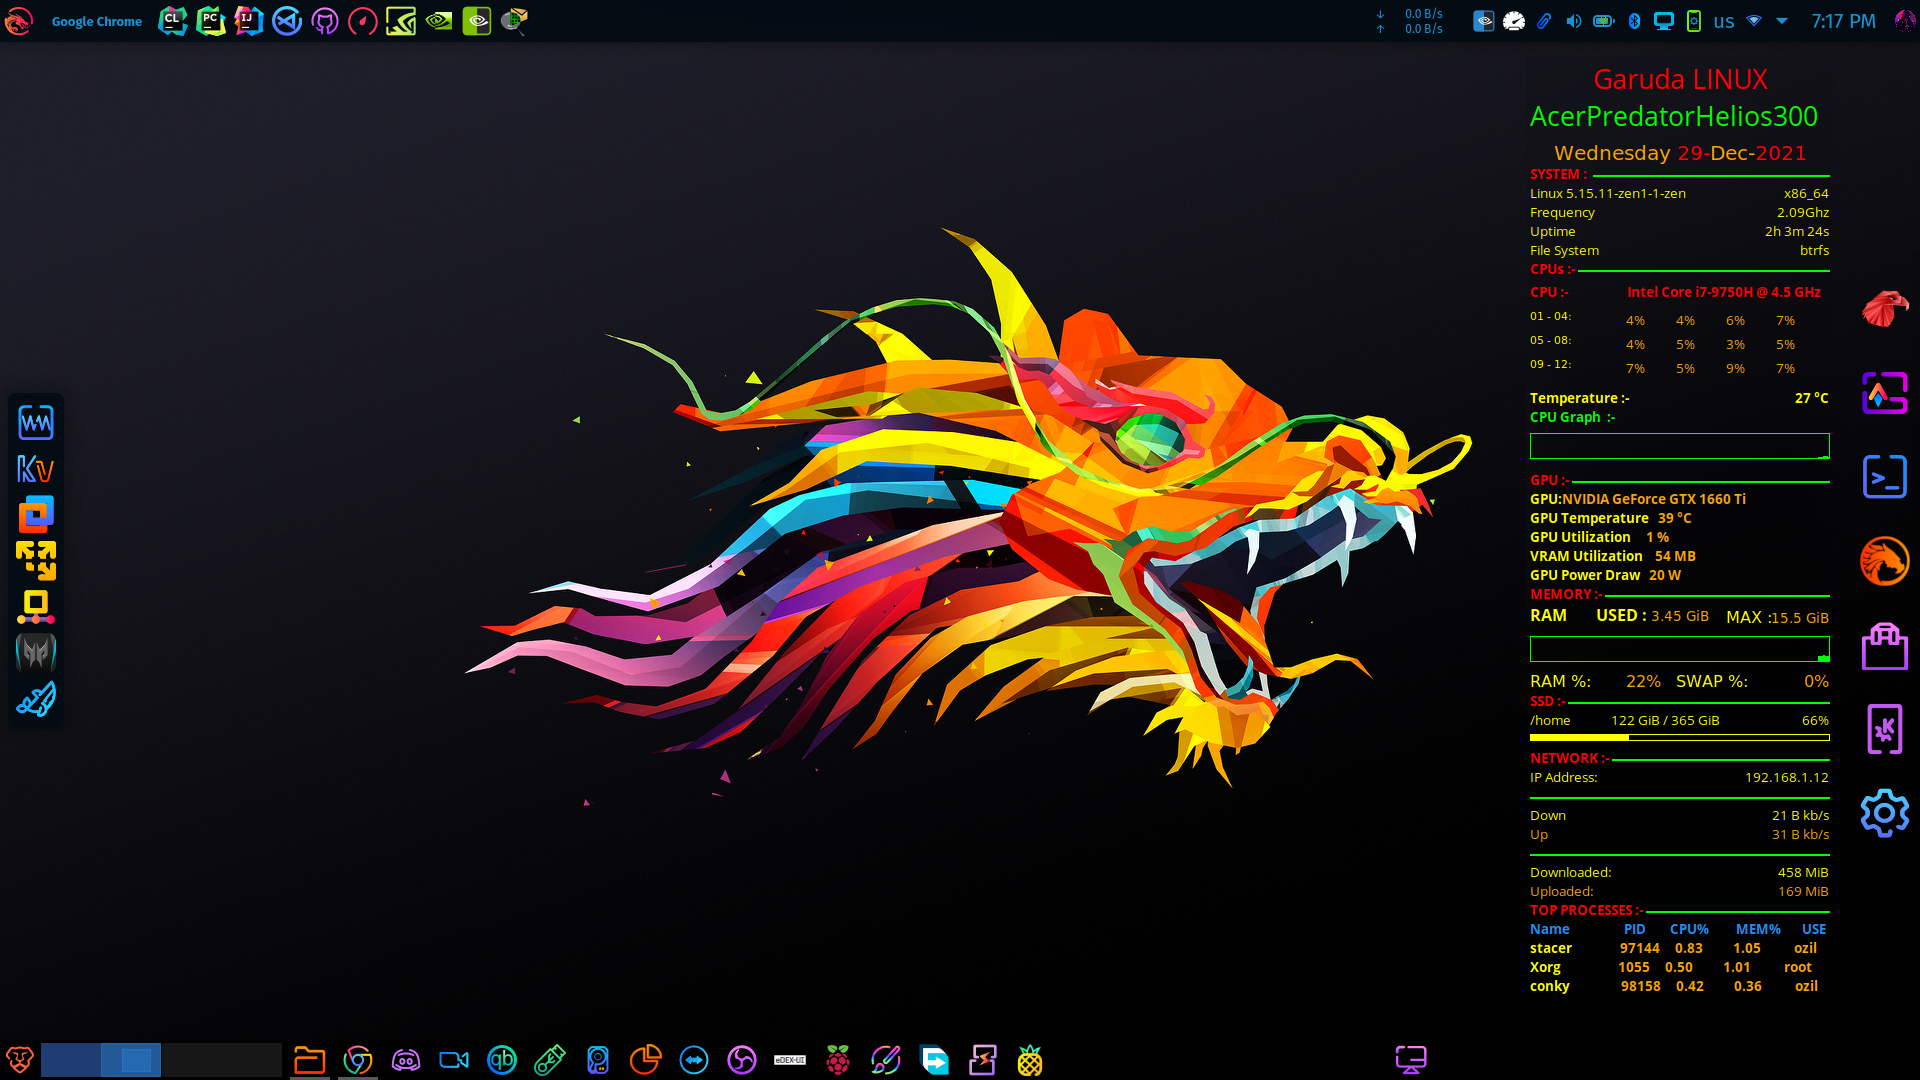 Google Chrome
CL
PC
IJ
0.0 B/s
0.0 B/s
us
7:17 PM
Garuda LINUX
AcerPredatorHelios300
Wednesday 29-Dec-2021
SYSTEM :
Linux 5.15.11-zen1-1-zen x86_64
Frequency 2.09Ghz
Uptime 2h 3m 24s
File System btrfs
CPUs :-
CPU :- Intel Core i7-9750H @ 4.5 GHz
01 - 04: 4% 4% 6% 7%
05 - 08: 4% 5% 3% 5%
09 - 12: 7% 5% 9% 7%
Temperature :- 27 °C
CPU Graph :-
GPU :-
GPU:NVIDIA GeForce GTX 1660 Ti
GPU Temperature 39 °C
GPU Utilization 1 %
VRAM Utilization 54 MB
GPU Power Draw 20 W
MEMORY :-
RAM USED : 3.45 GiB MAX :15.5 GiB
RAM %: 22% SWAP %: 0%
SSD :-
/home 122 GiB / 365 GiB 66%
NETWORK :-
IP Address: 192.168.1.12
Down 21 B kb/s
Up 31 B kb/s
Downloaded: 458 MiB
Uploaded: 169 MiB
TOP PROCESSES :-
Name PID CPU% MEM% USE
stacer 97144 0.83 1.05 ozil
Xorg 1055 0.50 1.01 root
conky 98158 0.42 0.36 ozil
qb
eDEX-UI